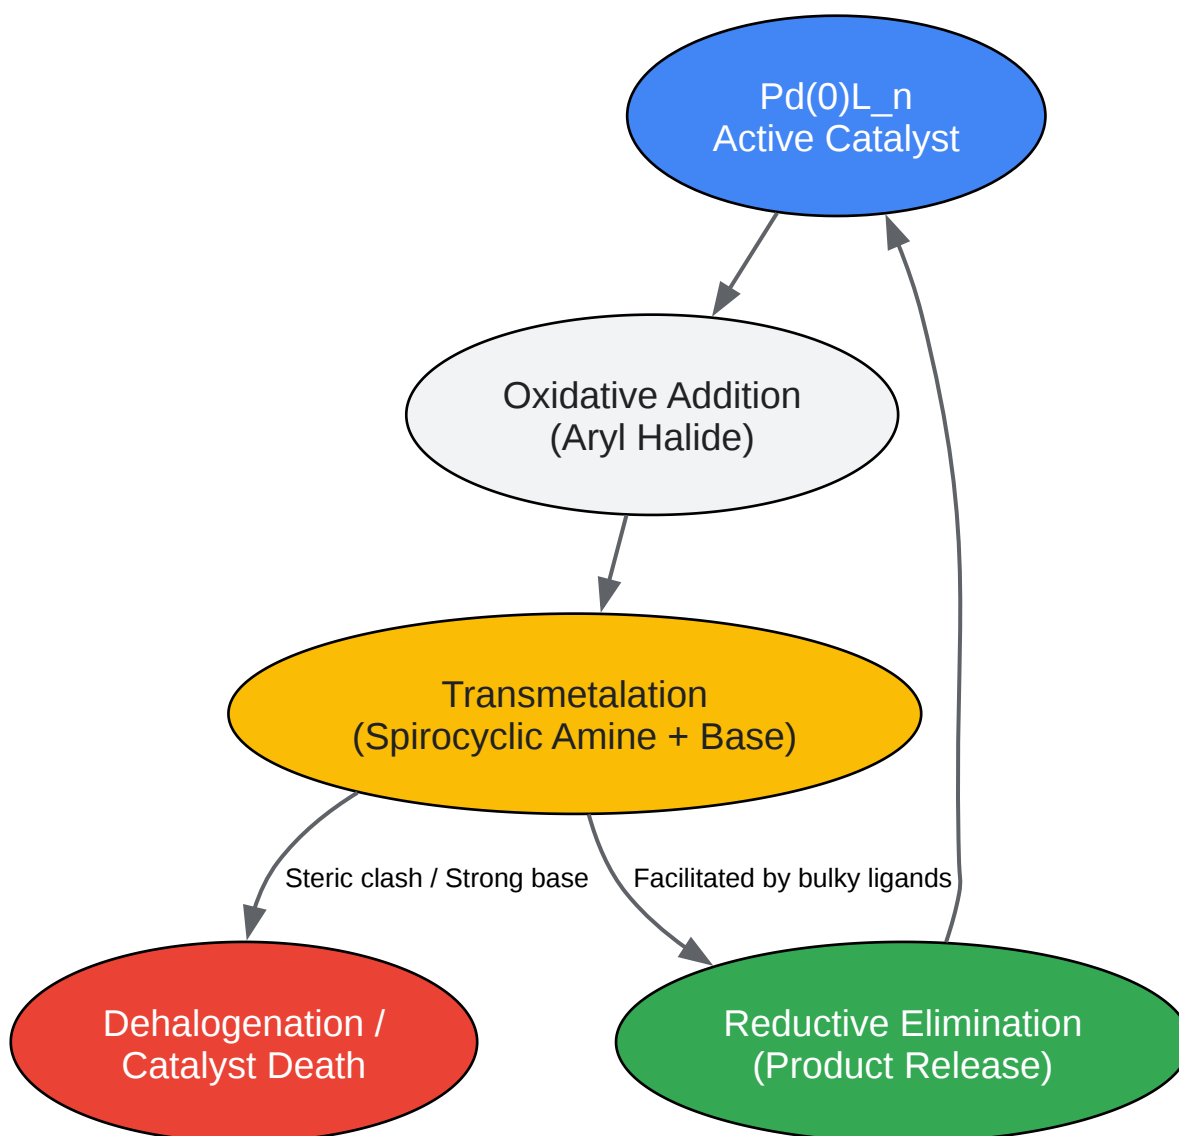 Pd(0)L_n
Active Catalyst
Oxidative Addition
(Aryl Halide)
Transmetalation
(Spirocyclic Amine + Base)
Steric clash / Strong base
Facilitated by bulky ligands
Dehalogenation /
Catalyst Death
Reductive Elimination
(Product Release)